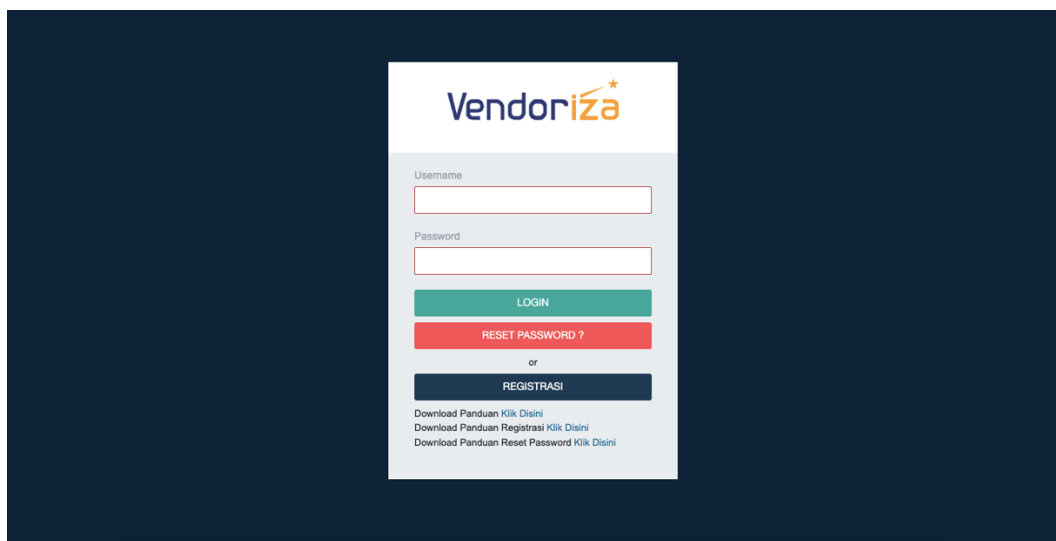 Vendoriza
Username
Password
LOGIN
RESET PASSWORD ?
or
REGISTRASI
Download Panduan Klik Disini
Download Panduan Registrasi Klik Disini
Download Panduan Reset Password Klik Disini